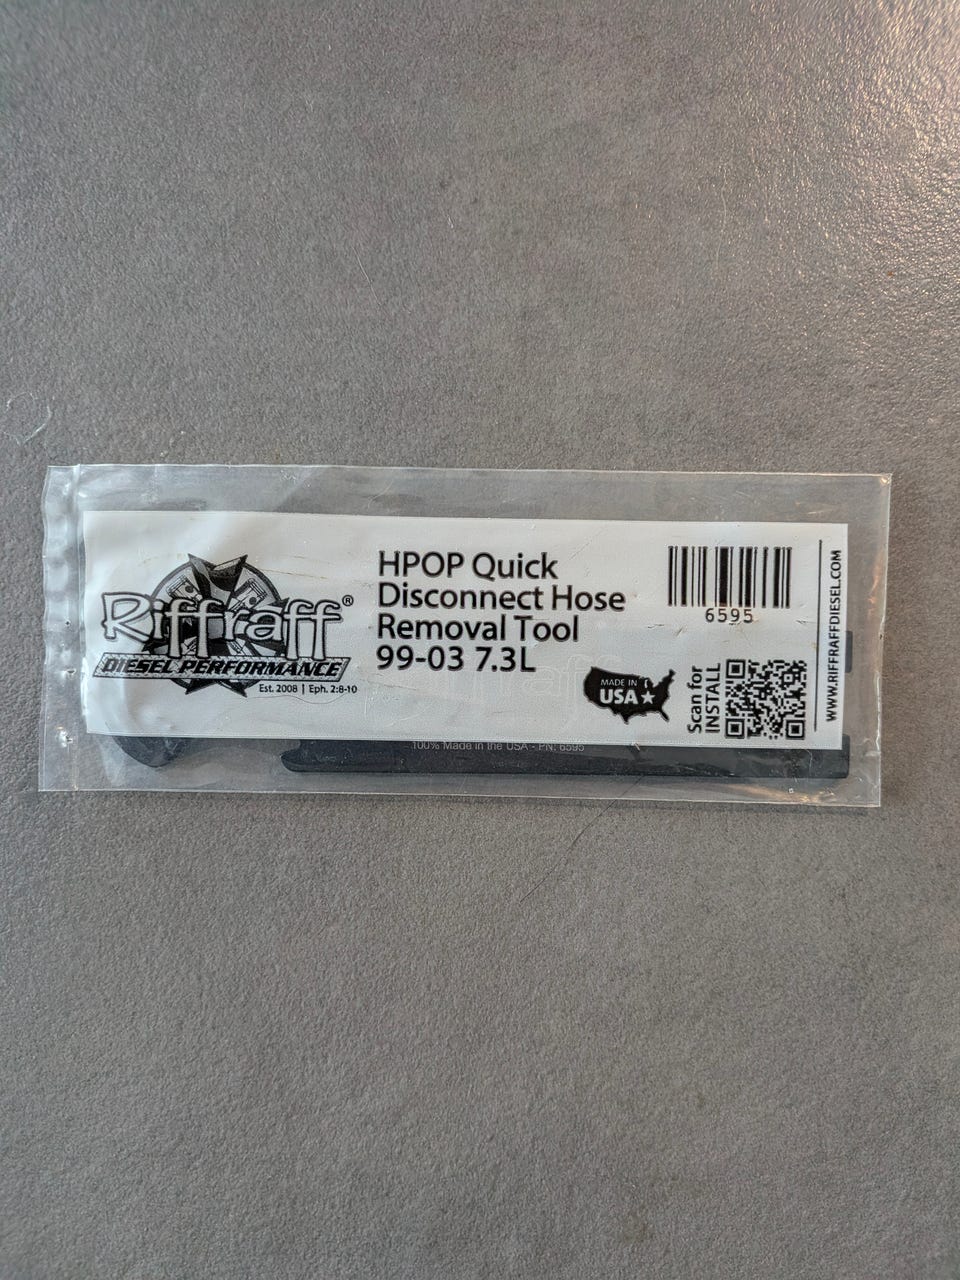 Riffraff®
DIESEL PERFORMANCE
Est. 2008 | Eph. 2:8-10
HPOP Quick
Disconnect Hose
Removal Tool
99-03 7.3L
6595
MADE IN
USA
Scan for
INSTALL
WWW.RIFFRAFFDIESEL.COM
100% Made in the USA - PN: 6595